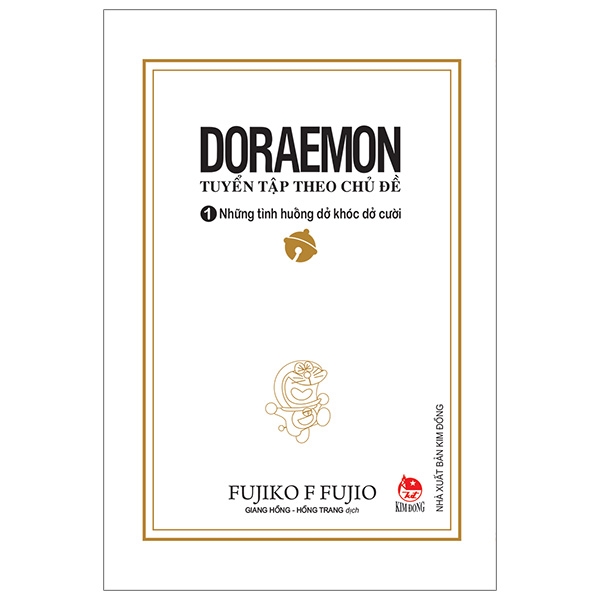 DORAEMON
TUYỂN TẬP THEO CHỦ ĐỀ
1 Những tình huống dở khóc dở cười
FUJIKO F FUJIO
GIANG HỒNG - HỒNG TRANG dịch
KIM ĐỒNG
NHÀ XUẤT BẢN KIM ĐỒNG